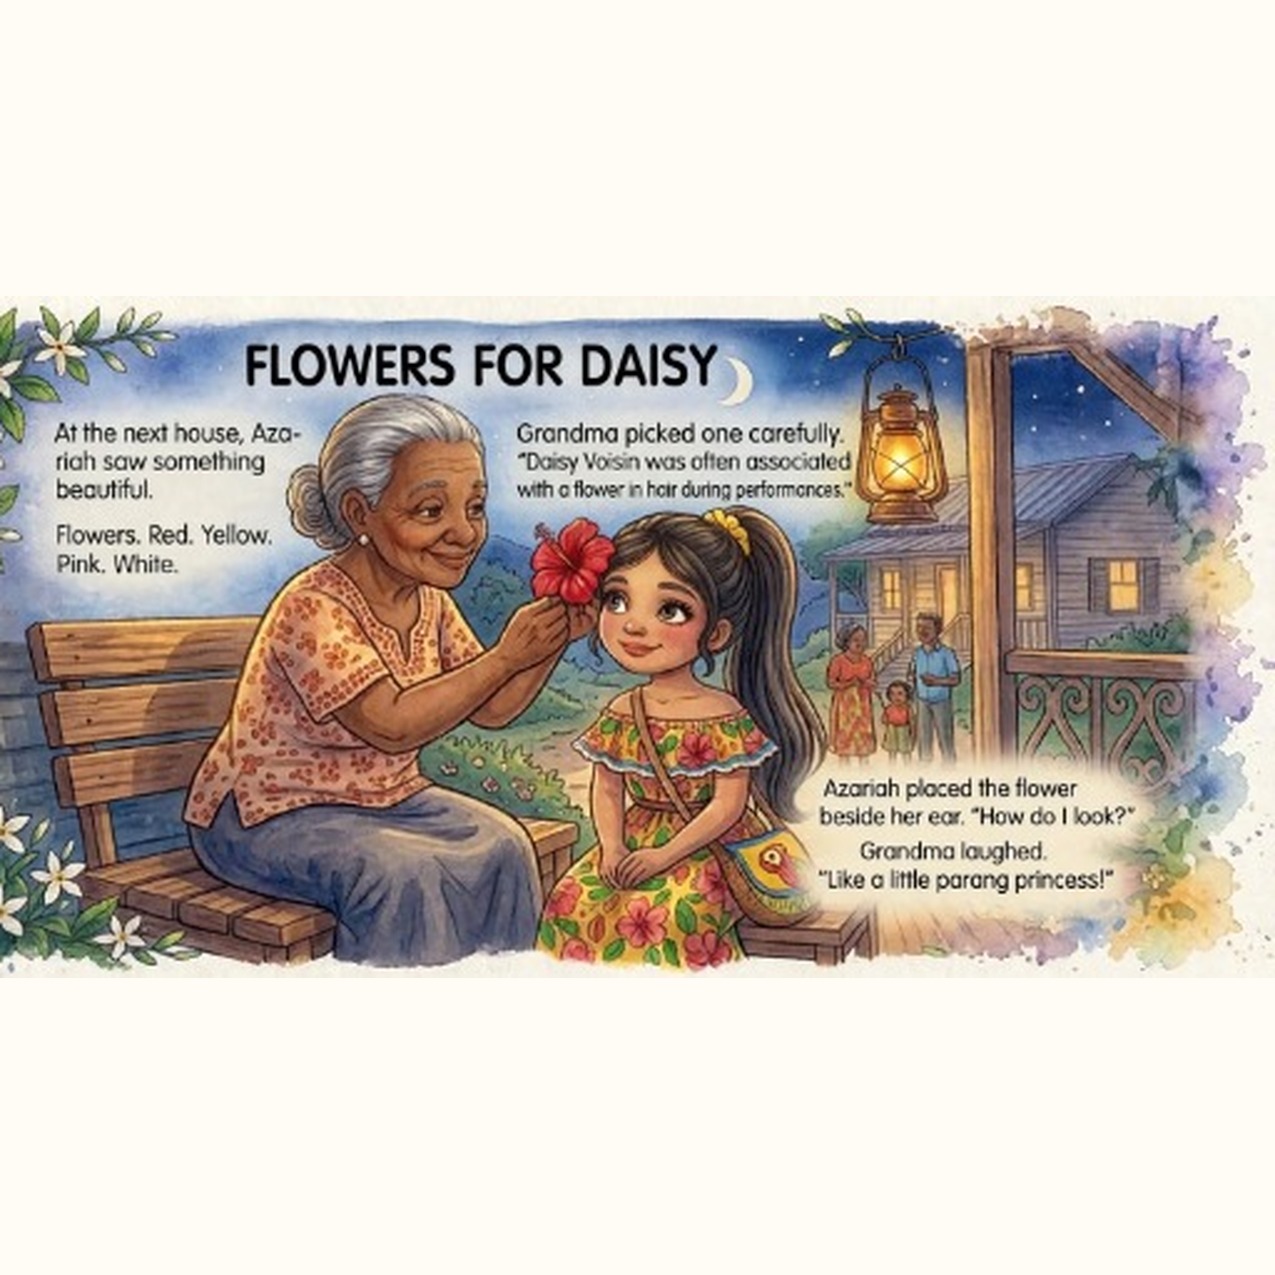 FLOWERS FOR DAISY
At the next house, Aza-
riah saw something
beautiful.
Flowers. Red. Yellow.
Pink. White.
Grandma picked one carefully.
"Daisy Voisin was often associated
with a flower in hair during performances."
Azariah placed the flower
beside her ear. "How do I look?"
Grandma laughed.
"Like a little parang princess!"